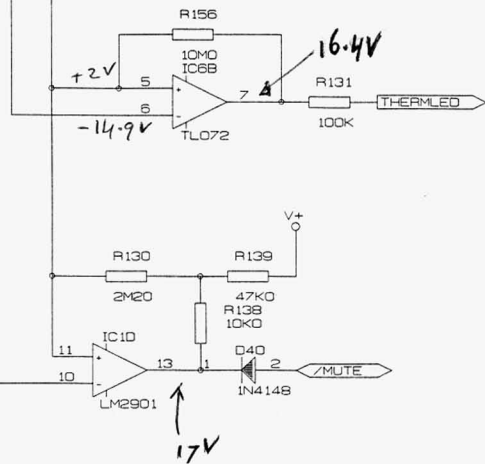 R156
10M0
IC6B
16.4V
+2V
5
+
7
R131
THERMLED
6
-
-14.9V
TL072
100K
V+
R130
R139
2M20
47K0
R138
10K0
IC1D
11
+
13
1
D40
2
/MUTE
10
-
1N4148
LM2901
17V